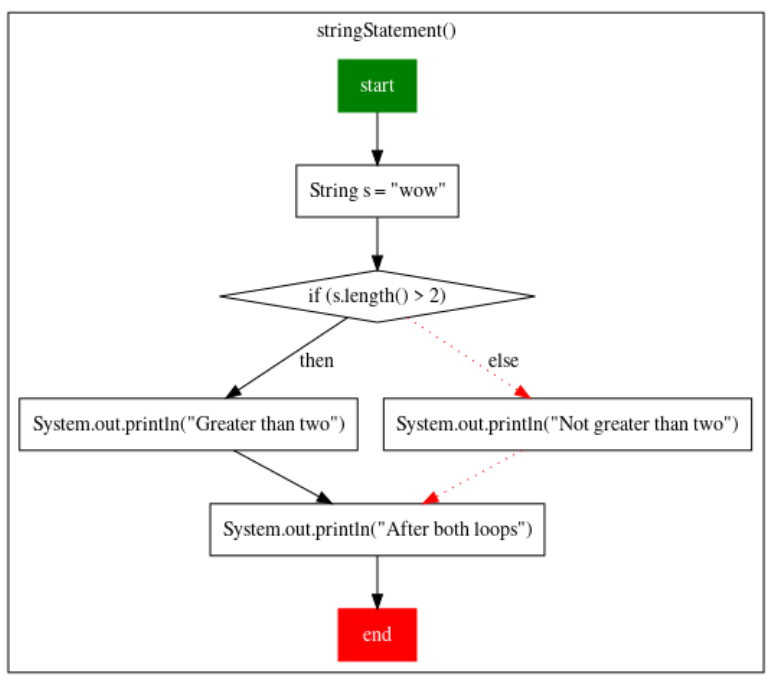 stringStatement()
start
String s = "wow"
if (s.length() > 2)
then
else
System.out.println("Greater than two")
System.out.println("Not greater than two")
System.out.println("After both loops")
end